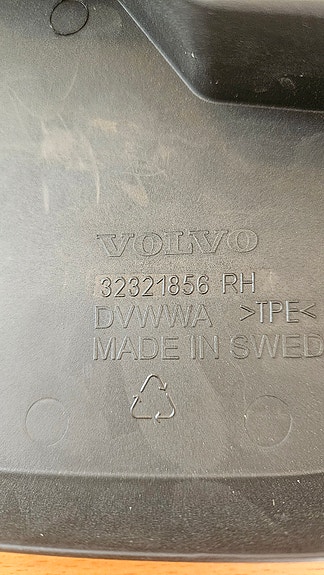 VOLVO
32321856 RH
DVWWA >TPE<
MADE IN SWED